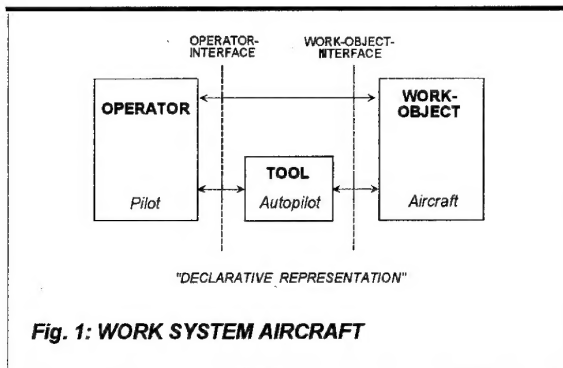 OPERATOR-
INTERFACE
WORK-OBJECT-
INTERFACE
OPERATOR
WORK-
OBJECT
TOOL
Pilot
Autopilot
Aircraft
"DECLARATIVE REPRESENTATION"
Fig. 1: WORK SYSTEM AIRCRAFT